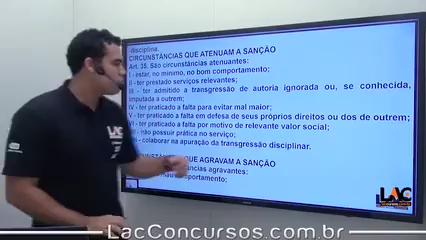 disciplina.
CIRCUNSTÂNCIAS QUE ATENUAM A SANÇÃO
Art. 35. São circunstâncias atenuantes:
I - estar, no mínimo, no bom comportamento;
II - ter prestado serviços relevantes;
III - ter admitido a transgressão de autoria ignorada ou, se conhecida,
imputada a outrem;
IV - ter praticado a falta para evitar mal maior;
V - ter praticado a falta em defesa de seus próprios direitos ou dos de outrem;
VI - ter praticado a falta por motivo de relevante valor social;
- não possuir prática no serviço;
- colaborar na apuração da transgressão disciplinar.
QUE AGRAVAM A SANÇÃO
agravantes:
comportamento;
LAC
LAC
LacConcursos.com.br